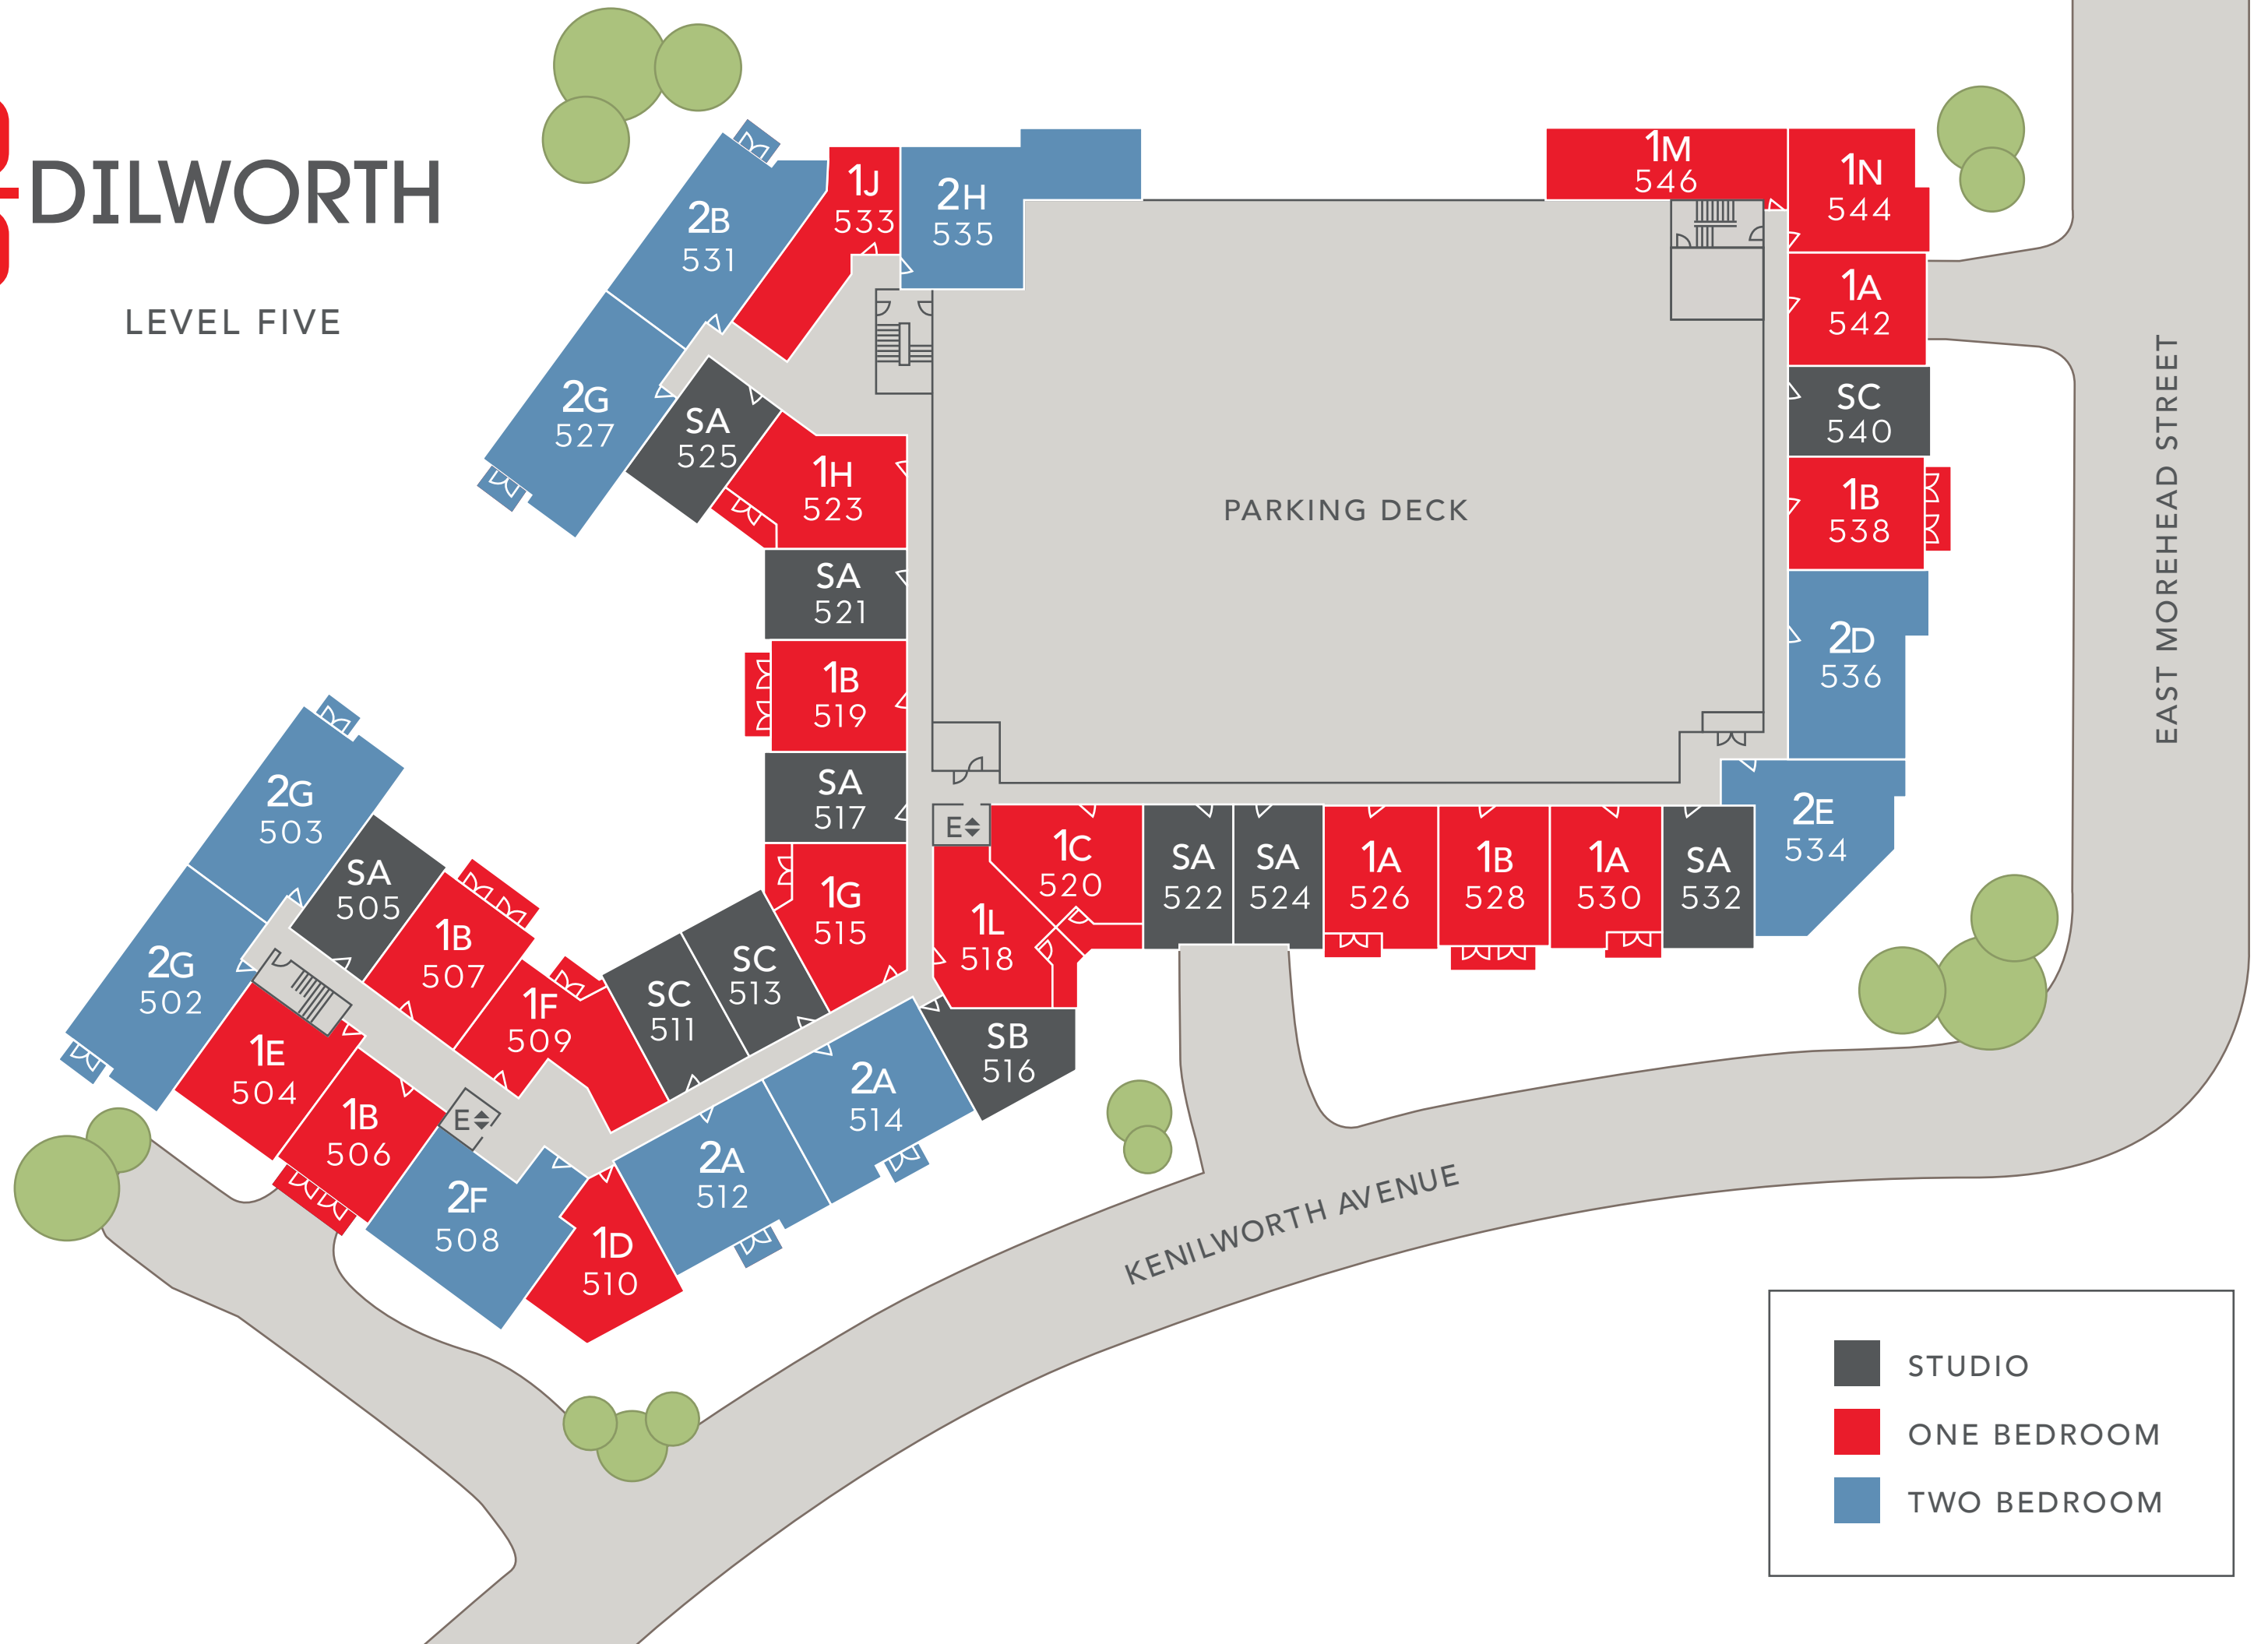 DILWORTH
LEVEL FIVE
2B
531
1J
533
2H
535
1M
546
1N
544
1A
542
SC
540
1B
538
2D
536
2E
534
2G
527
SA
525
1H
523
SA
521
1B
519
SA
517
1G
515
PARKING DECK
EAST MOREHEAD STREET
E
1C
520
SA
522
SA
524
1A
526
1B
528
1A
530
SA
532
1L
518
SB
516
2G
503
SA
505
1B
507
1F
509
SC
511
SC
513
2G
502
1E
504
1B
506
E
2F
508
1D
510
2A
512
2A
514
KENILWORTH AVENUE
STUDIO
ONE BEDROOM
TWO BEDROOM